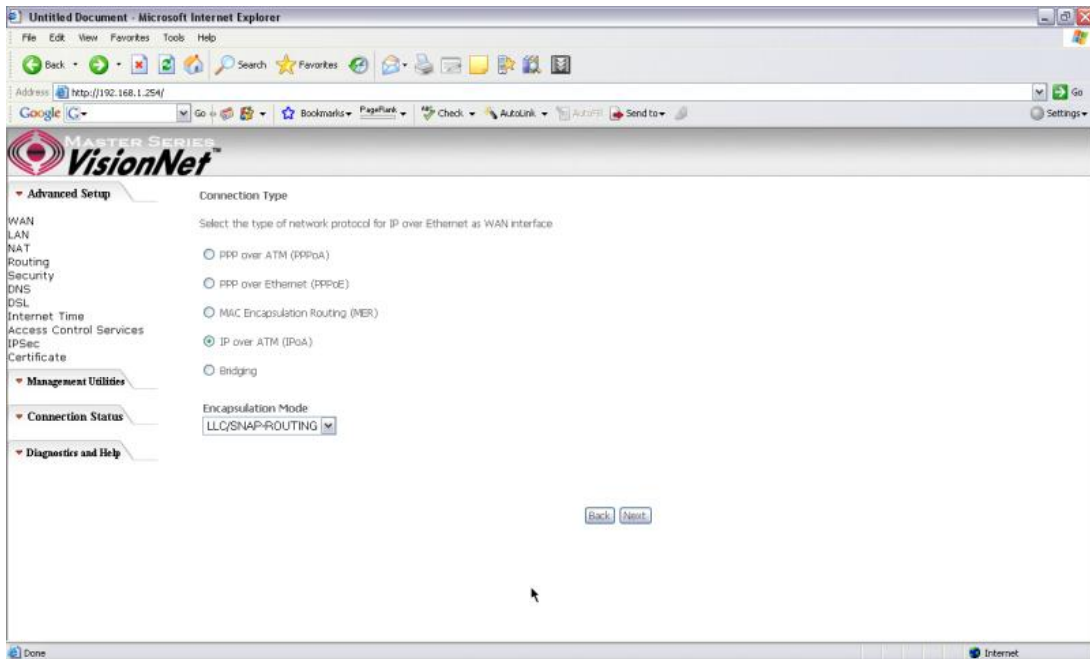 Untitled Document - Microsoft Internet Explorer
File Edit View Favorites Tools Help
Back Search Favorites
Address http://192.168.1.254/ Go
Google G Go Bookmarks PageRank Check AutoLink AutoFill Send to Settings
MASTER SERIES
VisionNet™
Advanced Setup
WAN
LAN
NAT
Routing
Security
DNS
DSL
Internet Time
Access Control Services
IPSec
Certificate
Management Utilities
Connection Status
Diagnostics and Help
Connection Type
Select the type of network protocol for IP over Ethernet as WAN interface
PPP over ATM (PPPoA)
PPP over Ethernet (PPPoE)
MAC Encapsulation Routing (MER)
IP over ATM (IPoA)
Bridging
Encapsulation Mode
LLC/SNAP-ROUTING
Back Next
Done Internet